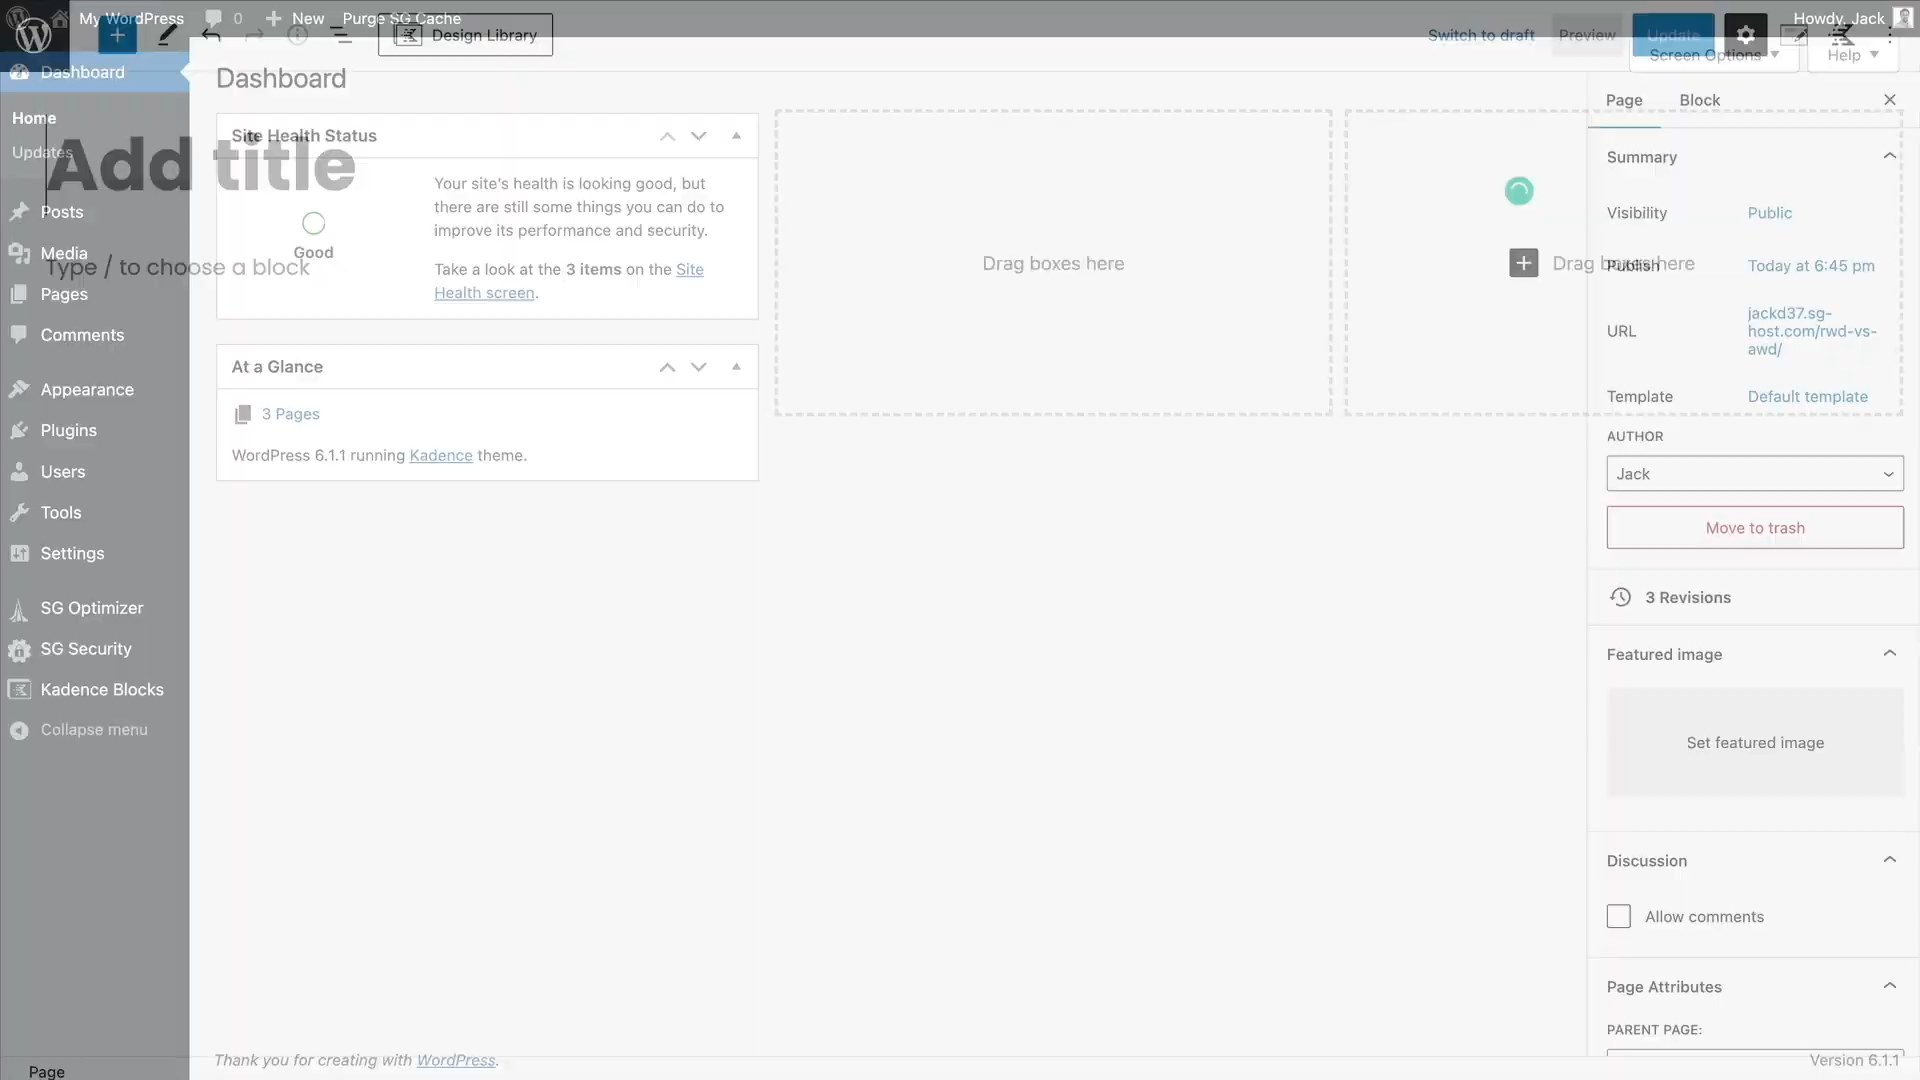 My WordPress
0
New
Purge SG Cache
Howdy, Jack
Design Library
Switch to draft
Preview
Update
Screen Options
Help
Dashboard
Home
Updates
Posts
Media
Pages
Comments
Appearance
Plugins
Users
Tools
Settings
SG Optimizer
SG Security
Kadence Blocks
Collapse menu
Dashboard
Add title
Type / to choose a block
Site Health Status
Good
Your site's health is looking good, but
there are still some things you can do to
improve its performance and security.
Take a look at the 3 items on the Site
Health screen.
At a Glance
3 Pages
WordPress 6.1.1 running Kadence theme.
Drag boxes here
Drag boxes here
Page
Block
Summary
Visibility
Public
Publish
Today at 6:45 pm
URL
jackd37.sg-
host.com/rwd-vs-
awd/
Template
Default template
AUTHOR
Jack
Move to trash
3 Revisions
Featured image
Set featured image
Discussion
Allow comments
Page Attributes
PARENT PAGE:
Thank you for creating with WordPress.
Version 6.1.1
Page